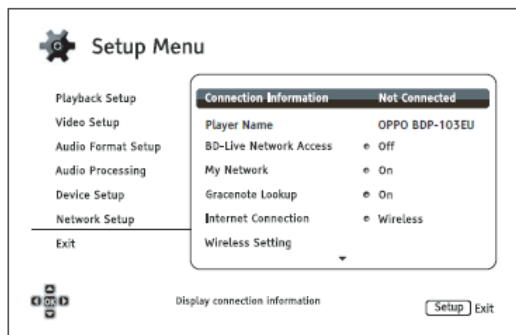 Setup Menu
Playback Setup
Video Setup
Audio Format Setup
Audio Processing
Device Setup
Network Setup
Exit
Connection Information Not Connected
Player Name OPPO BDP-103EU
BD-Live Network Access Off
My Network On
Gracenote Lookup On
Internet Connection Wireless
Wireless Setting
OK
Display connection information
Setup Exit